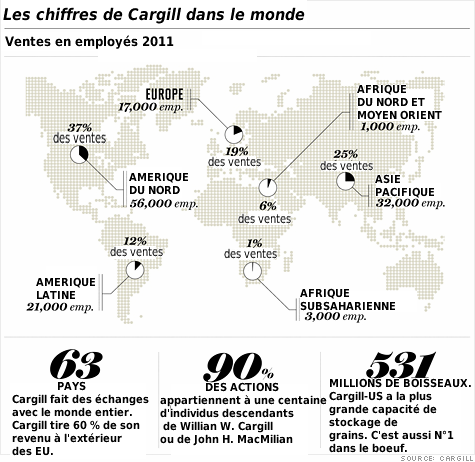 Les chiffres de Cargill dans le monde
Ventes en employés 2011
EUROPE
17,000 emp.
19%
des ventes
AFRIQUE
DU NORD ET
MOYEN ORIENT
1,000 emp.
6%
des ventes
37%
des ventes
AMERIQUE
DU NORD
56,000 emp.
25%
des ventes
ASIE
PACIFIQUE
32,000 emp.
12%
des ventes
AMERIQUE
LATINE
21,000 emp.
1%
des ventes
AFRIQUE
SUBSAHARIENNE
3,000 emp.
63
PAYS
Cargill fait des échanges
avec le monde entier.
Cargill tire 60 % de son
revenu à l'extérieur
des EU.
90%
DES ACTIONS
appartiennent à une centaine
d'individus descendants
de Willian W. Cargill
ou de John H. MacMilian
531
MILLIONS DE BOISSEAUX.
Cargill-US a la plus
grande capacité de
stockage de
grains. C'est aussi N°1
dans le boeuf.
SOURCE: CARGILL